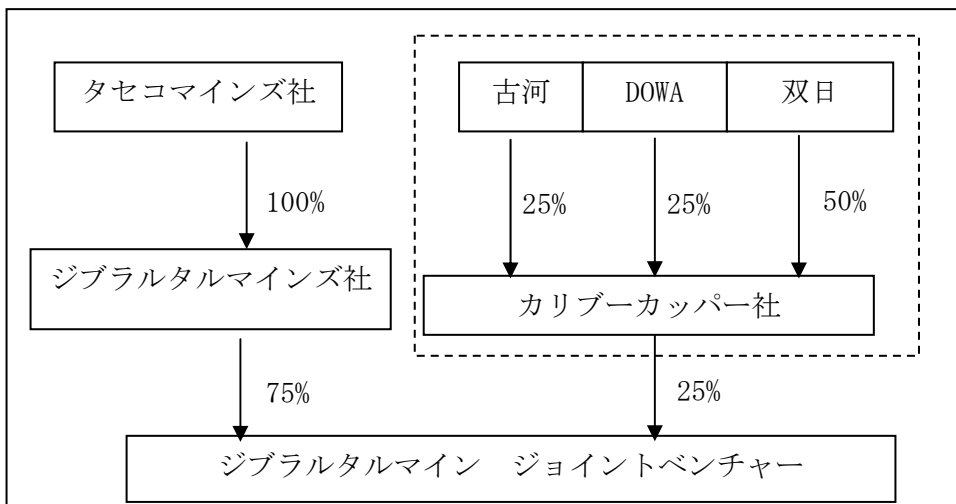 タセコマインズ社
古河 DOWA 双日
100%
25% 25% 50%
ジブラルタルマインズ社
カリブーカッパー社
75% 25%
ジブラルタルマイン　ジョイントベンチャー